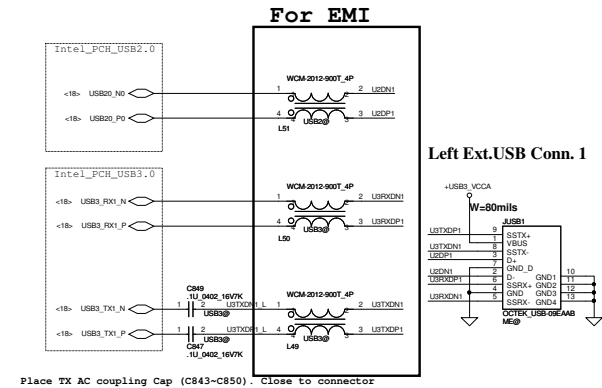 For EMI
Intel_PCH_USB2.0
WCM-2012-900T_4P
<18> USB20_N0 1 2 U2DN1
<18> USB20_P0 4 3 U2DP1
USB2@
L51
Left Ext.USB Conn. 1
Intel_PCH_USB3.0
+USB3_VCCA
WCM-2012-900T_4P
W=80mils
<18> USB3_RX1_N 1 2 U3RXDN1
JUSB1
<18> USB3_RX1_P 4 3 U3RXDP1
USB3@
L50
U3TXDP1 9 SSTX+
1 VBUS
U3TXDN1 8 SSTX-
U2DP1 3 D+
7 GND_D
U2DN1 2 D- GND1 10
U3RXDP1 6 SSRX+ GND2 11
4 GND GND3 12
U3RXDN1 5 SSRX- GND4 13
OCTEK_USB-09EAAB
ME@
C849
.1U_0402_16V7K
WCM-2012-900T_4P
<18> USB3_TX1_N 1 2 U3TXDN1_L 1 2 U3TXDN1
USB3@
<18> USB3_TX1_P 1 2 U3TXDP1_L 4 3 U3TXDP1
USB3@ USB3@
C847 L49
.1U_0402_16V7K
Place TX AC coupling Cap (C843~C850). Close to connector